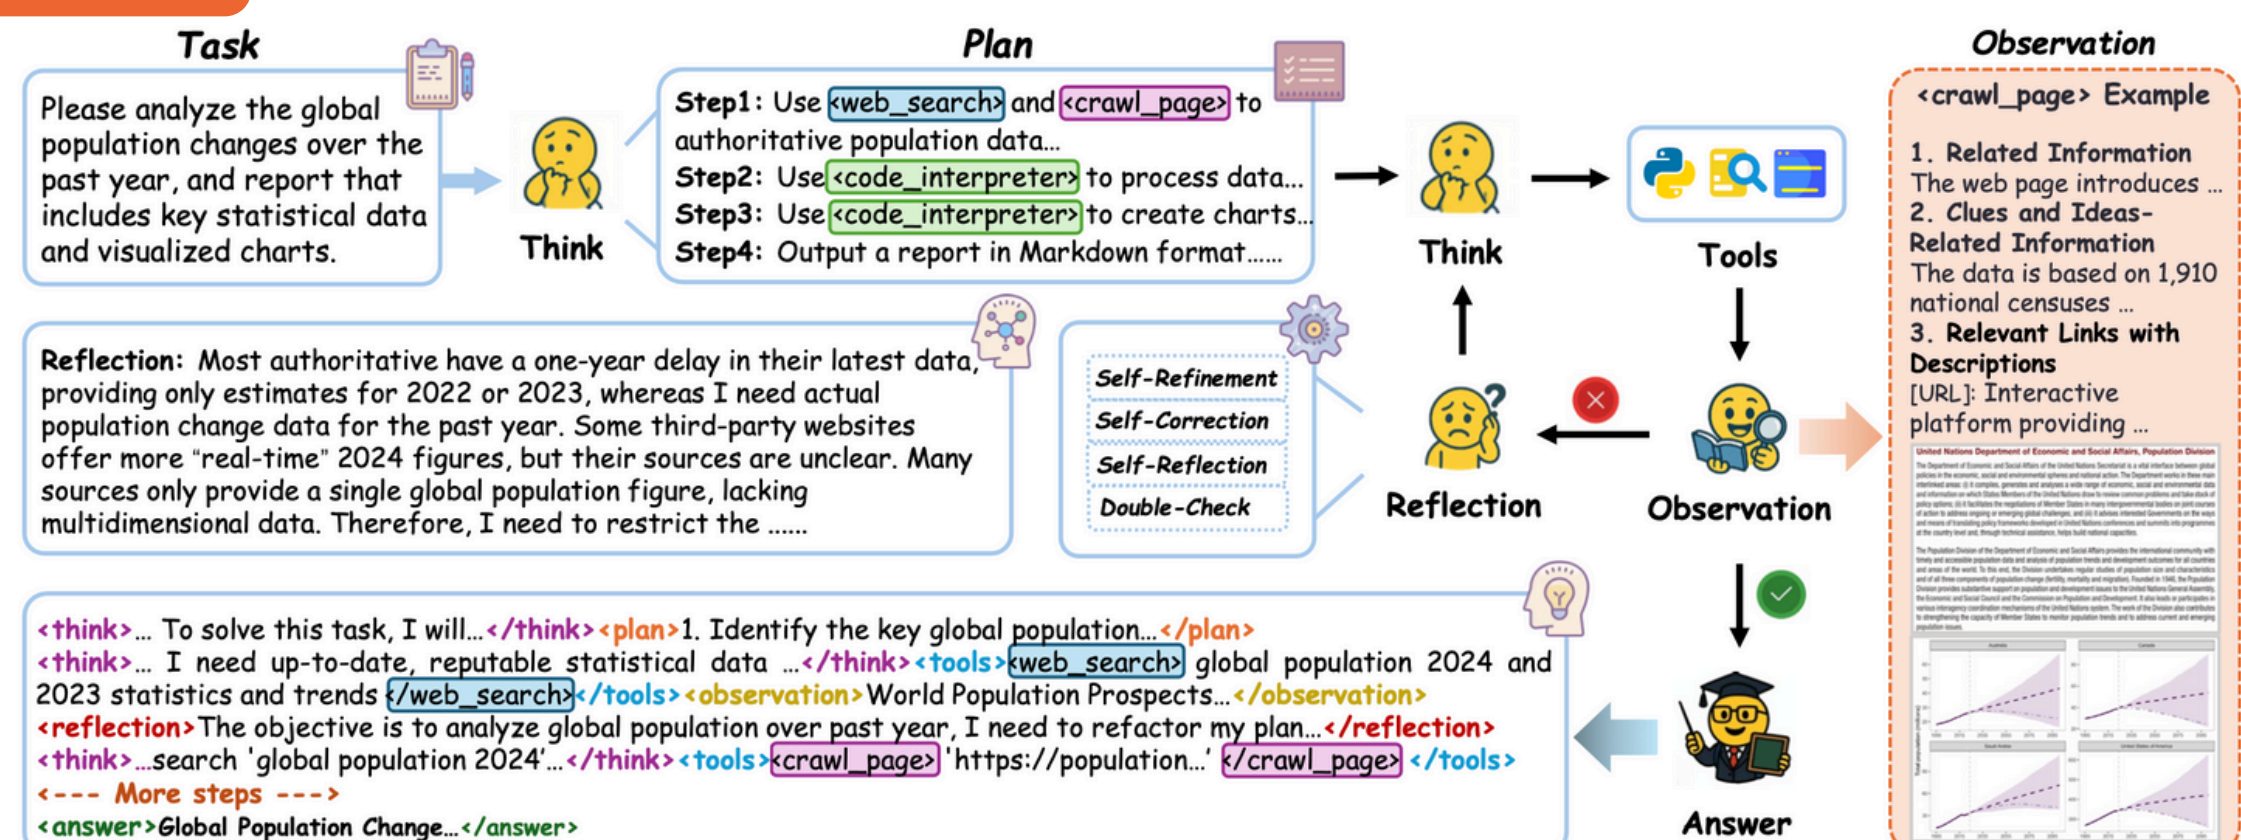 Task
Please analyze the global
population changes over the
past year, and report that
includes key statistical data
and visualized charts.
Think
Plan
Step1: Use <web_search> and <crawl_page> to
authoritative population data...
Step2: Use <code_interpreter> to process data...
Step3: Use <code_interpreter> to create charts...
Step4: Output a report in Markdown format......
Think
Tools
Observation
<crawl_page> Example
1. Related Information
The web page introduces ...
2. Clues and Ideas-
Related Information
The data is based on 1,910
national censuses ...
3. Relevant Links with
Descriptions
[URL]: Interactive
platform providing ...
United Nations Department of Economic and Social Affairs, Population Division
Australia
Canada
Saudi Arabia
United States of America
Reflection: Most authoritative have a one-year delay in their latest data,
providing only estimates for 2022 or 2023, whereas I need actual
population change data for the past year. Some third-party websites
offer more “real-time” 2024 figures, but their sources are unclear. Many
sources only provide a single global population figure, lacking
multidimensional data. Therefore, I need to restrict the ......
Self-Refinement
Self-Correction
Self-Reflection
Double-Check
Reflection
Observation
<think>... To solve this task, I will...</think><plan>1. Identify the key global population...</plan>
<think>... I need up-to-date, reputable statistical data ...</think><tools><web_search> global population 2024 and
2023 statistics and trends </web_search></tools><observation>World Population Prospects...</observation>
<reflection>The objective is to analyze global population over past year, I need to refactor my plan...</reflection>
<think>...search 'global population 2024'...</think><tools><crawl_page> 'https://population...' </crawl_page> </tools>
<--- More steps --->
<answer>Global Population Change...</answer>
Answer